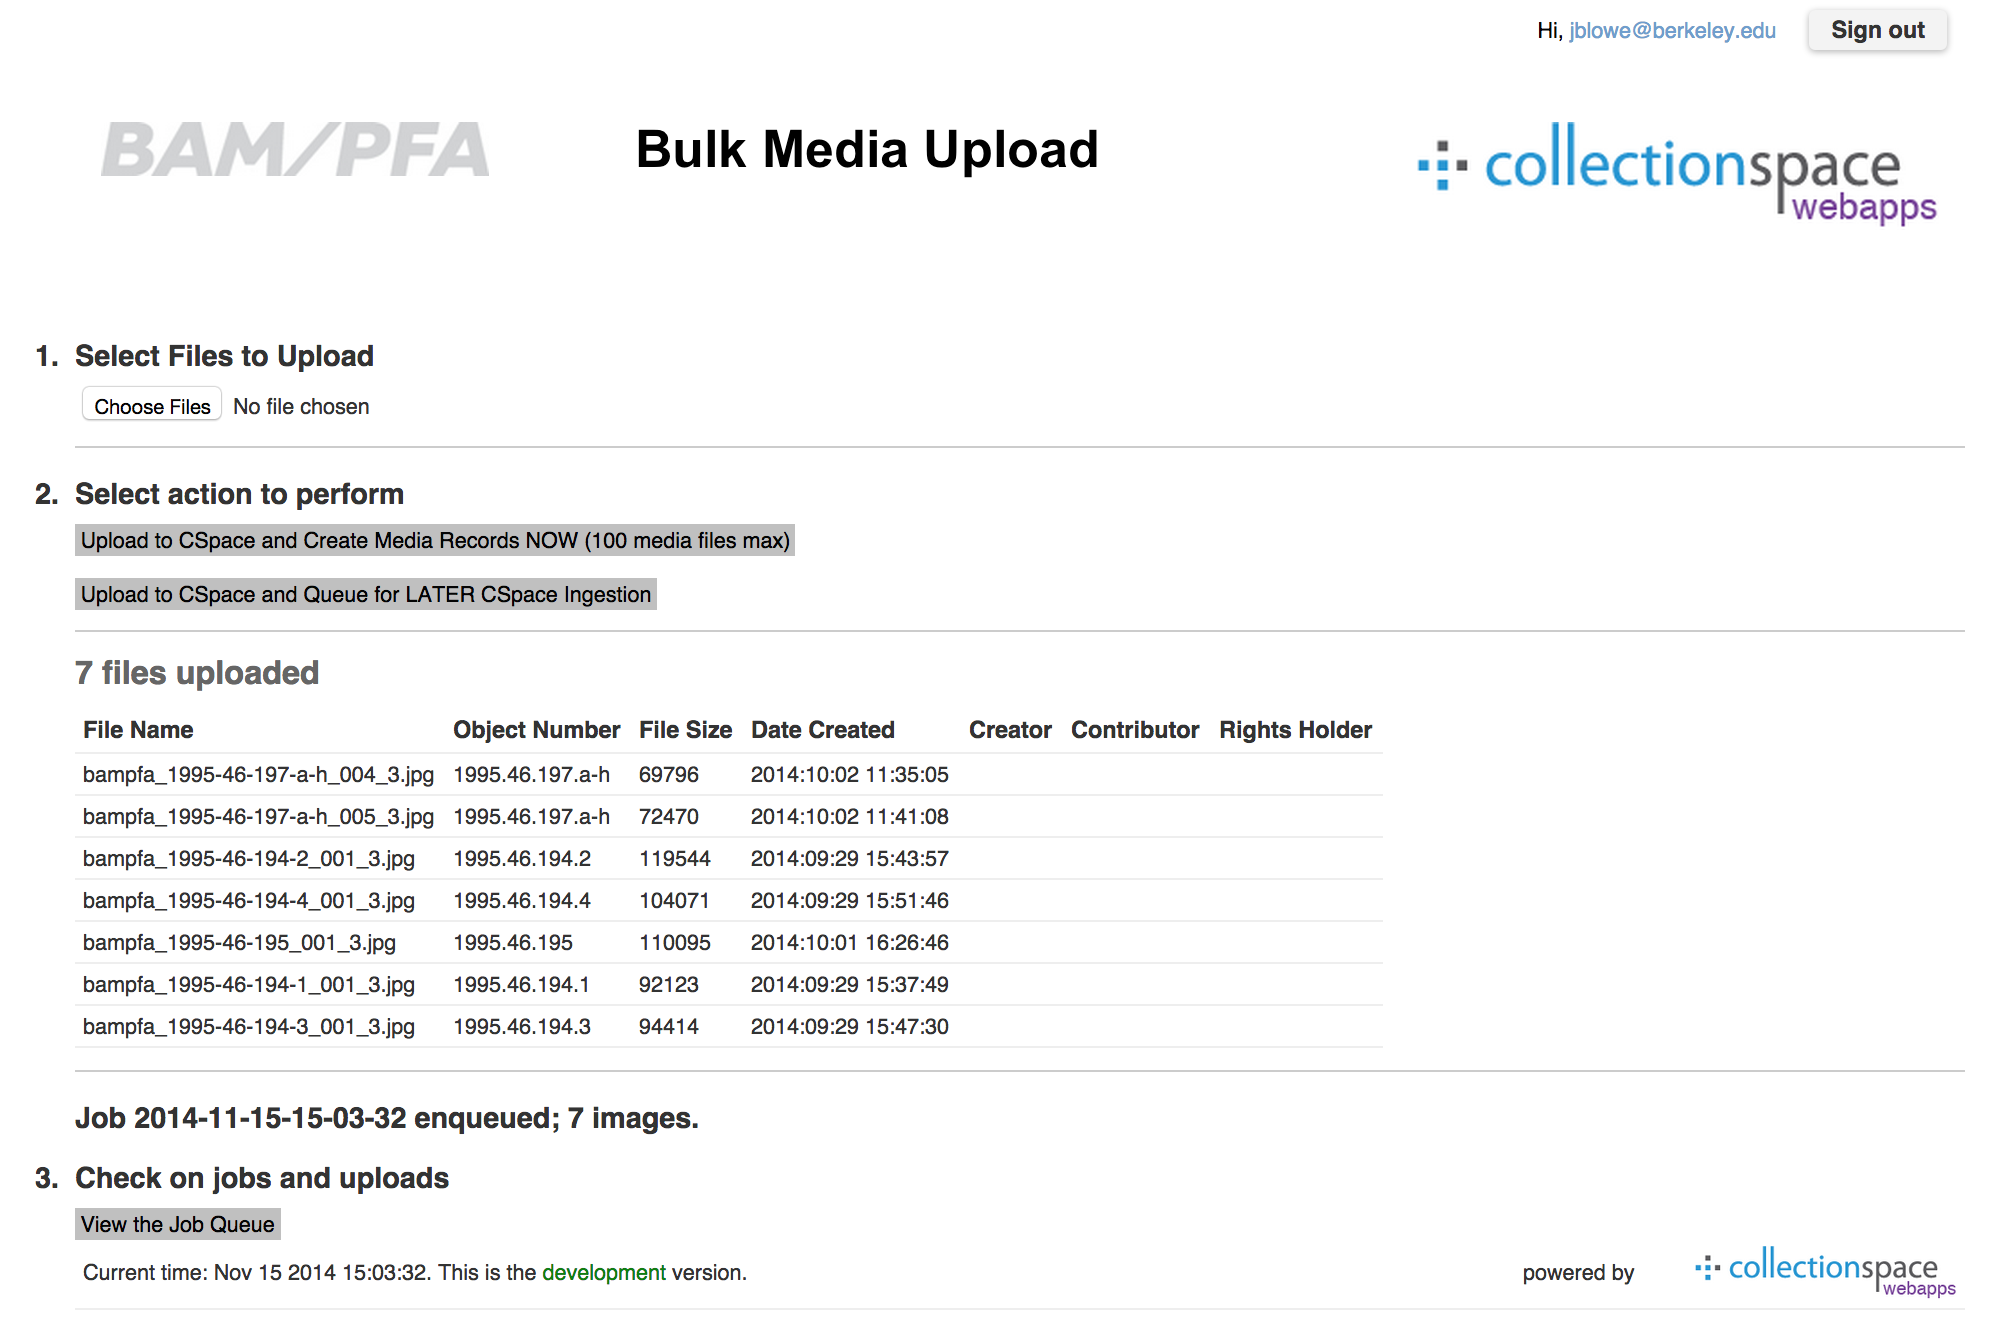 Hi, jblowe@berkeley.edu Sign out
BAM/PFA Bulk Media Upload collectionspace
webapps
1. Select Files to Upload
Choose Files No file chosen
2. Select action to perform
Upload to CSpace and Create Media Records NOW (100 media files max)
Upload to CSpace and Queue for LATER CSpace Ingestion
7 files uploaded
File Name Object Number File Size Date Created Creator Contributor Rights Holder
bampfa_1995-46-197-a-h_004_3.jpg 1995.46.197.a-h 69796 2014:10:02 11:35:05
bampfa_1995-46-197-a-h_005_3.jpg 1995.46.197.a-h 72470 2014:10:02 11:41:08
bampfa_1995-46-194-2_001_3.jpg 1995.46.194.2 119544 2014:09:29 15:43:57
bampfa_1995-46-194-4_001_3.jpg 1995.46.194.4 104071 2014:09:29 15:51:46
bampfa_1995-46-195_001_3.jpg 1995.46.195 110095 2014:10:01 16:26:46
bampfa_1995-46-194-1_001_3.jpg 1995.46.194.1 92123 2014:09:29 15:37:49
bampfa_1995-46-194-3_001_3.jpg 1995.46.194.3 94414 2014:09:29 15:47:30
Job 2014-11-15-15-03-32 enqueued; 7 images.
3. Check on jobs and uploads
View the Job Queue
Current time: Nov 15 2014 15:03:32. This is the development version. powered by collectionspace
webapps